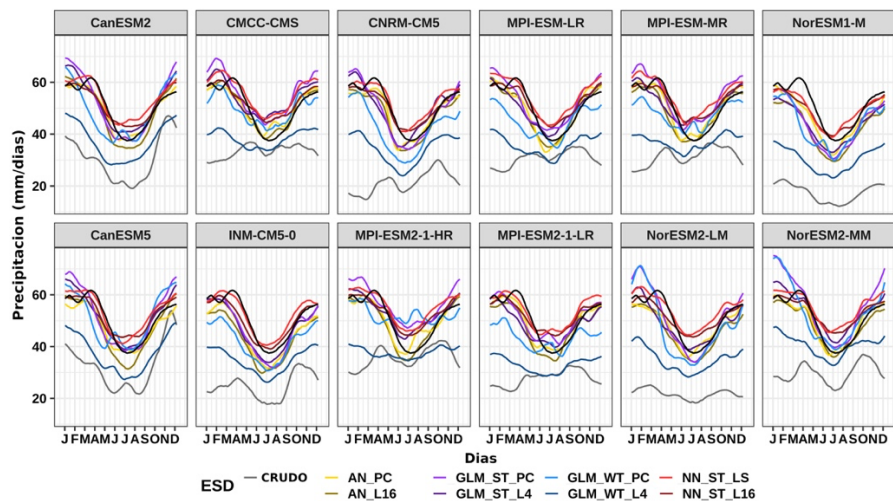 CanESM2 CMCC-CMS CNRM-CM5 MPI-ESM-LR MPI-ESM-MR NorESM1-M
60
40
20
CanESM5 INM-CM5-0 MPI-ESM2-1-HR MPI-ESM2-1-LR NorESM2-LM NorESM2-MM
60
40
20
Precipitacion (mm/dias)
JFMAMJJASOND JFMAMJJASOND JFMAMJJASOND JFMAMJJASOND JFMAMJJASOND JFMAMJJASOND
Dias
ESD CRUDO AN_PC GLM_ST_PC GLM_WT_PC NN_ST_LS
AN_L16 GLM_ST_L4 GLM_WT_L4 NN_ST_L16